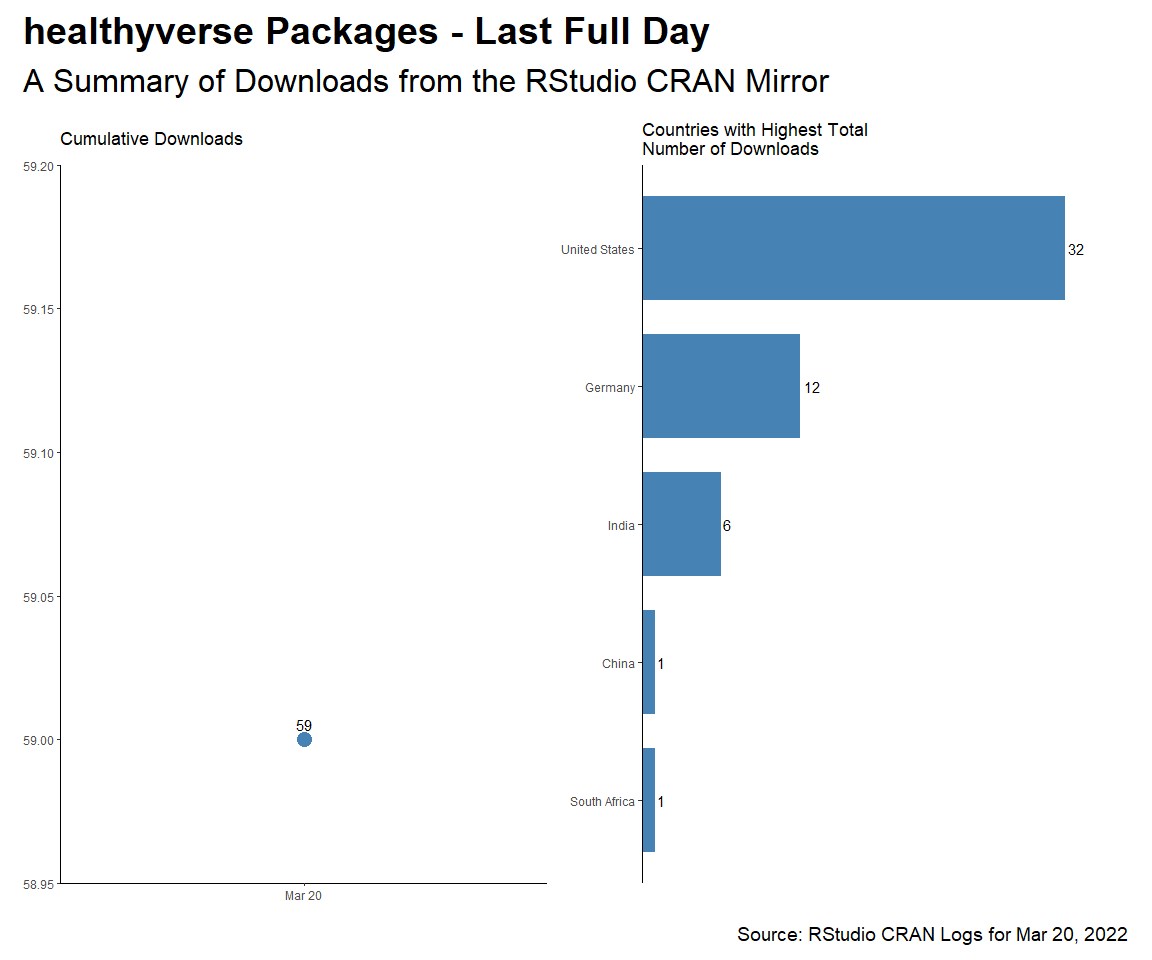 healthyverse Packages - Last Full Day
A Summary of Downloads from the RStudio CRAN Mirror
Cumulative Downloads
59.20
59.15
59.10
59.05
59.00
58.95
59
Mar 20
Countries with Highest Total
Number of Downloads
United States
32
Germany
12
India
6
China
1
South Africa
1
Source: RStudio CRAN Logs for Mar 20, 2022